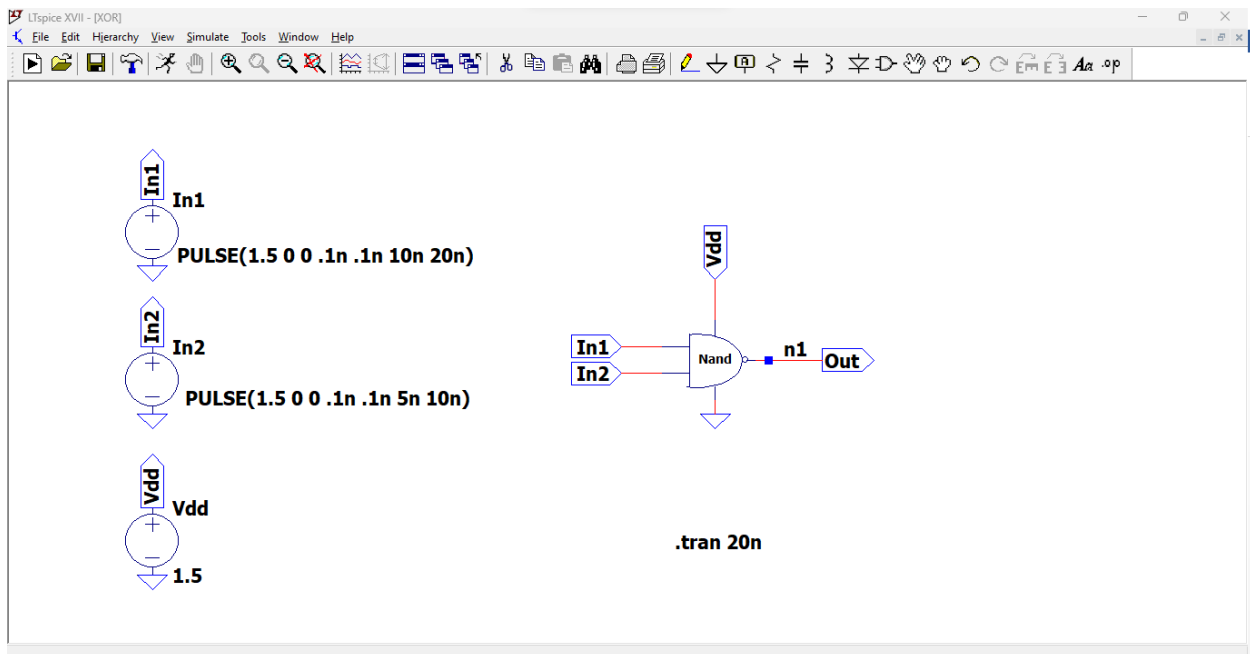 LTspice XVII - [XOR]
File Edit Hierarchy View Simulate Tools Window Help
A
Aa .op
In1
In1
PULSE(1.5 0 0 .1n .1n 10n 20n)
In2
In2
PULSE(1.5 0 0 .1n .1n 5n 10n)
Vdd
Vdd
1.5
Vdd
In1
In2
Nand
n1
Out
.tran 20n